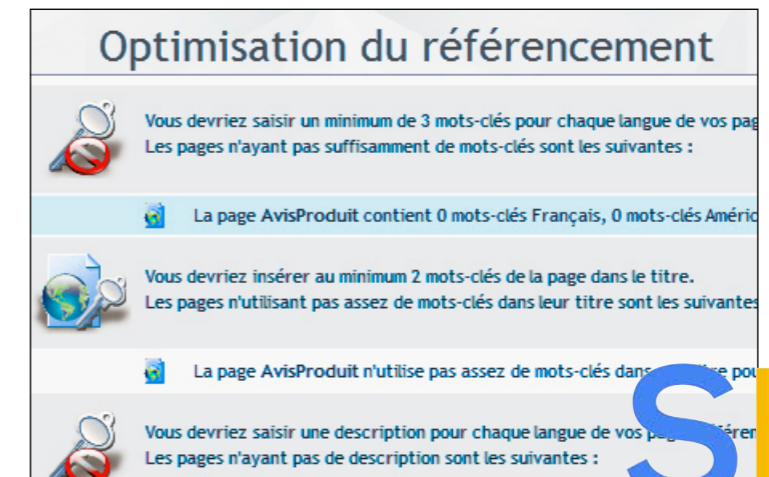 Optimisation du référencement
Vous devriez saisir un minimum de 3 mots-clés pour chaque langue de vos pag
Les pages n'ayant pas suffisamment de mots-clés sont les suivantes :
La page AvisProduit contient 0 mots-clés Français, 0 mots-clés Améric
Vous devriez insérer au minimum 2 mots-clés de la page dans le titre.
Les pages n'utilisant pas assez de mots-clés dans leur titre sont les suivantes
La page AvisProduit n'utilise pas assez de mots-clés dans pou
Vous devriez saisir une description pour chaque langue de vos
Les pages n'ayant pas de description sont les suivantes :
S